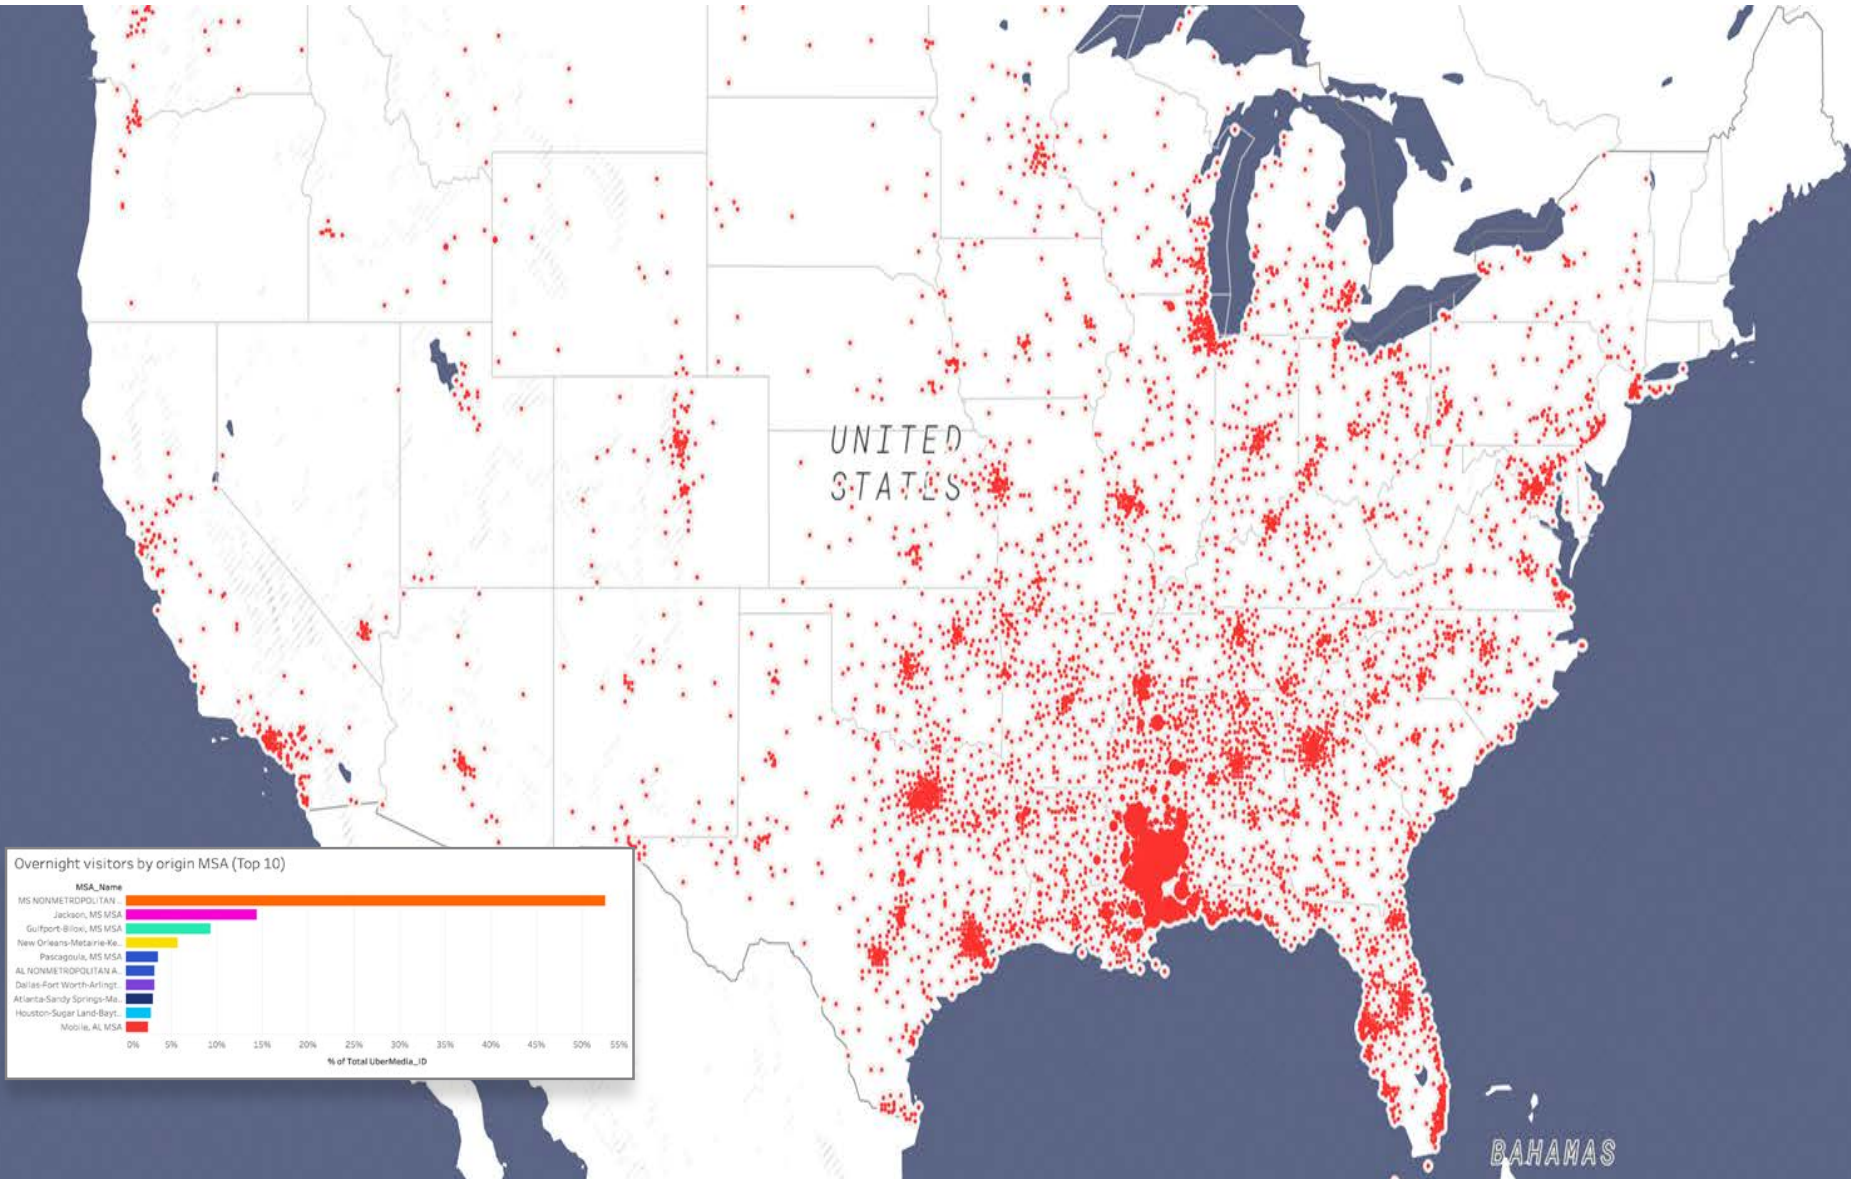 UNITED
STATES
Overnight visitors by origin MSA (Top 10)
MSA_Name
MS NONMETROPOLITAN ..
Jackson, MS MSA
Gulfport-Biloxi, MS MSA
New Orleans-Metairie-Ke..
Pascagoula, MS MSA
AL NONMETROPOLITAN A..
Dallas-Fort Worth-Arlingt..
Atlanta-Sandy Springs-Ma..
Houston-Sugar Land-Bayt..
Mobile, AL MSA
0% 5% 10% 15% 20% 25% 30% 35% 40% 45% 50% 55%
% of Total UberMedia_ID
BAHAMAS